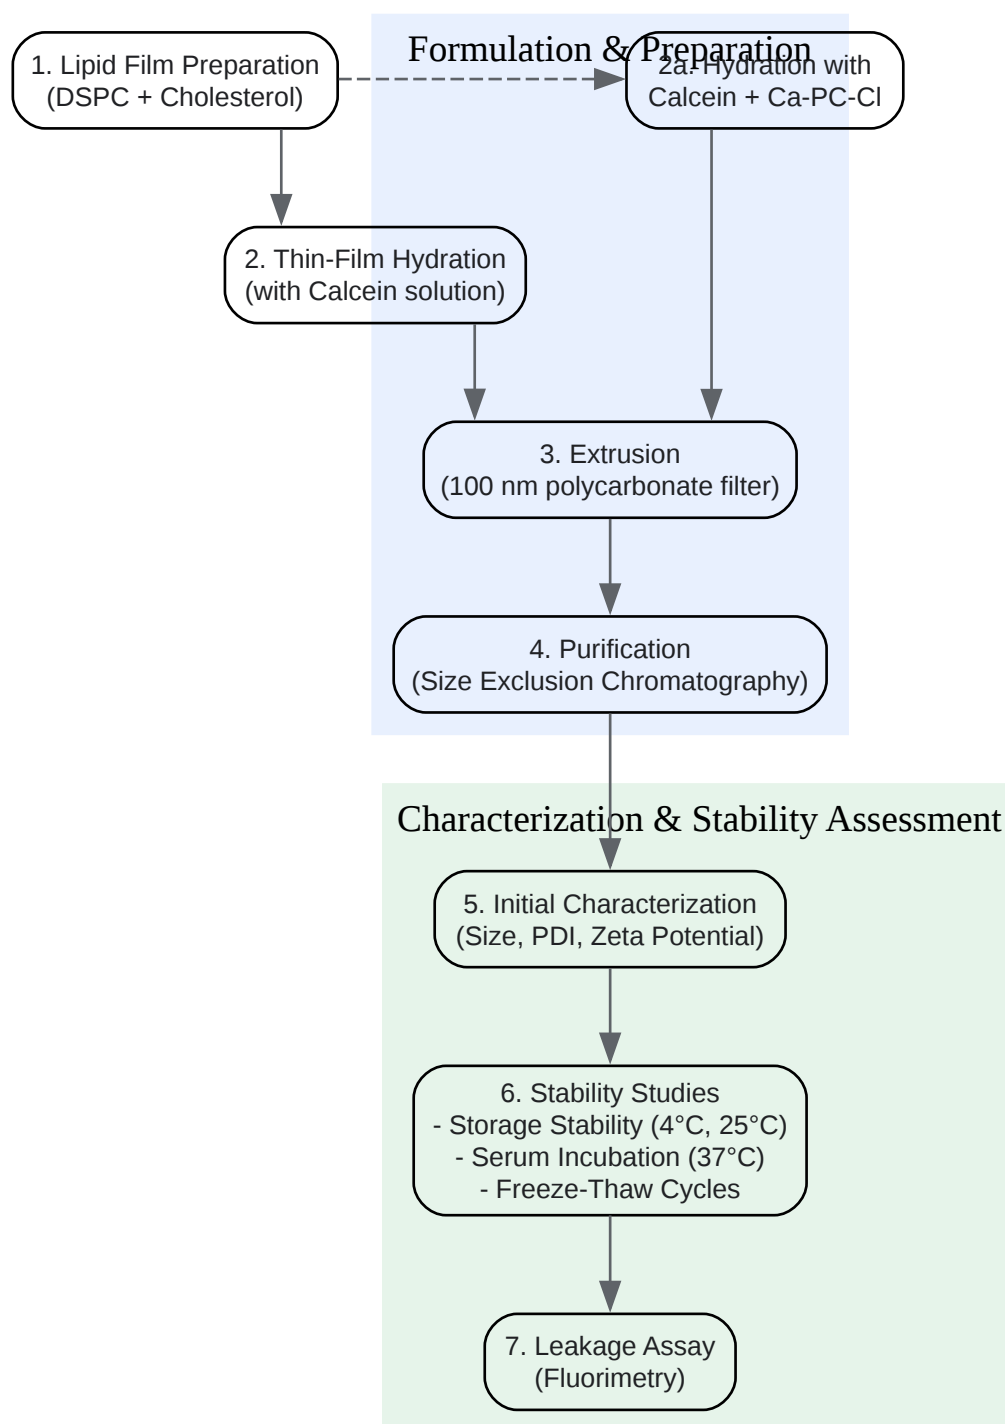 Formulation & Preparation
1. Lipid Film Preparation
(DSPC + Cholesterol)
2a. Hydration with
Calcein + Ca-PC-Cl
2. Thin-Film Hydration
(with Calcein solution)
3. Extrusion
(100 nm polycarbonate filter)
4. Purification
(Size Exclusion Chromatography)
Characterization & Stability Assessment
5. Initial Characterization
(Size, PDI, Zeta Potential)
6. Stability Studies
- Storage Stability (4°C, 25°C)
- Serum Incubation (37°C)
- Freeze-Thaw Cycles
7. Leakage Assay
(Fluorimetry)